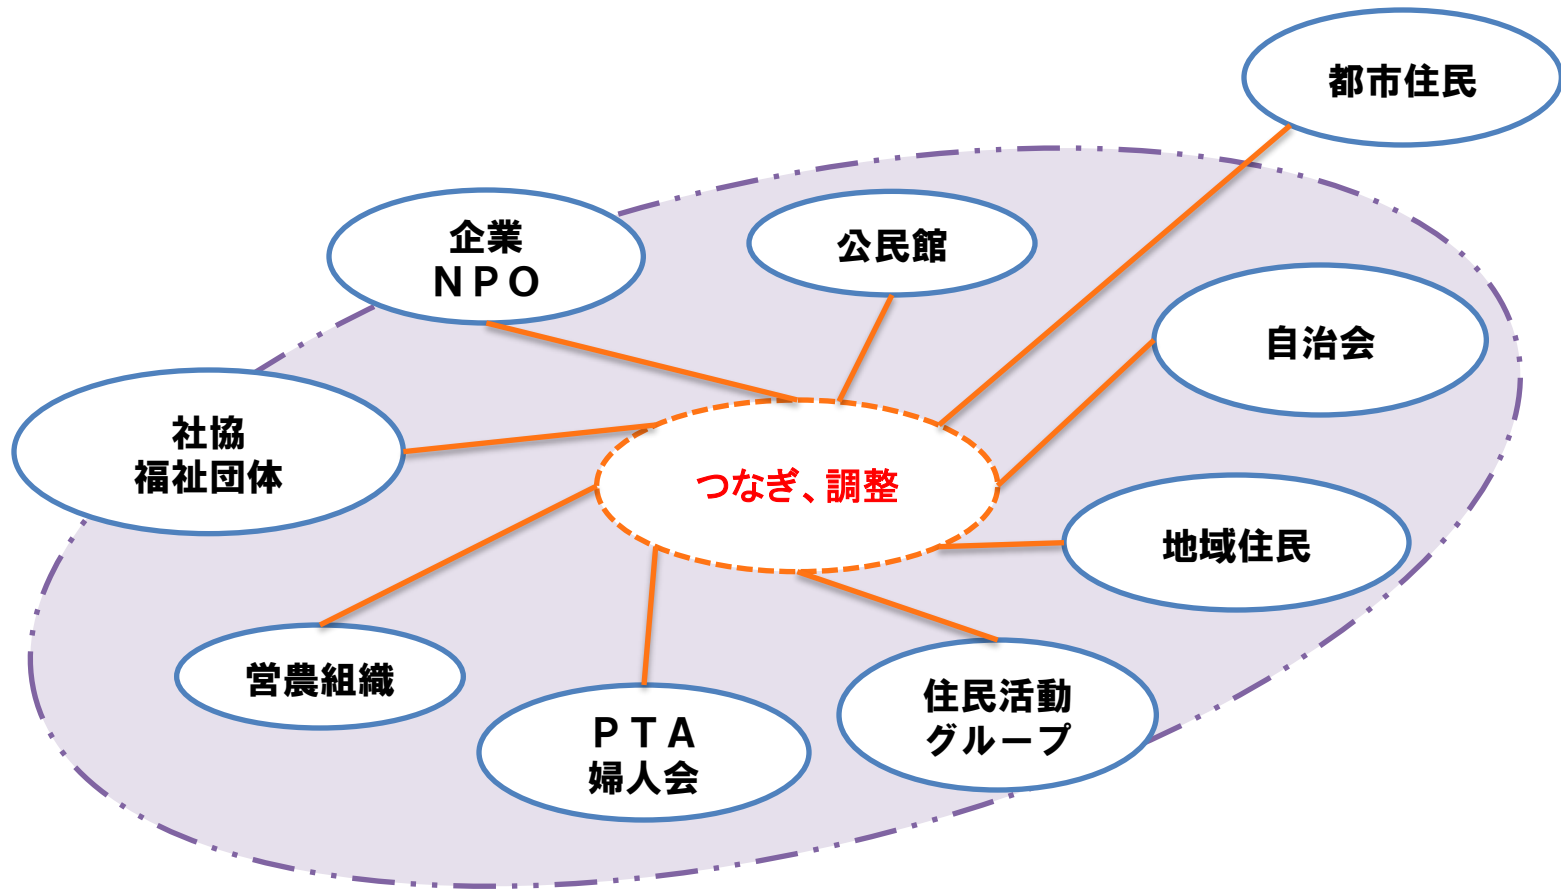 都市住民
企業
ＮＰＯ
公民館
自治会
社協
福祉団体
つなぎ、調整
地域住民
営農組織
ＰＴＡ
婦人会
住民活動
グループ